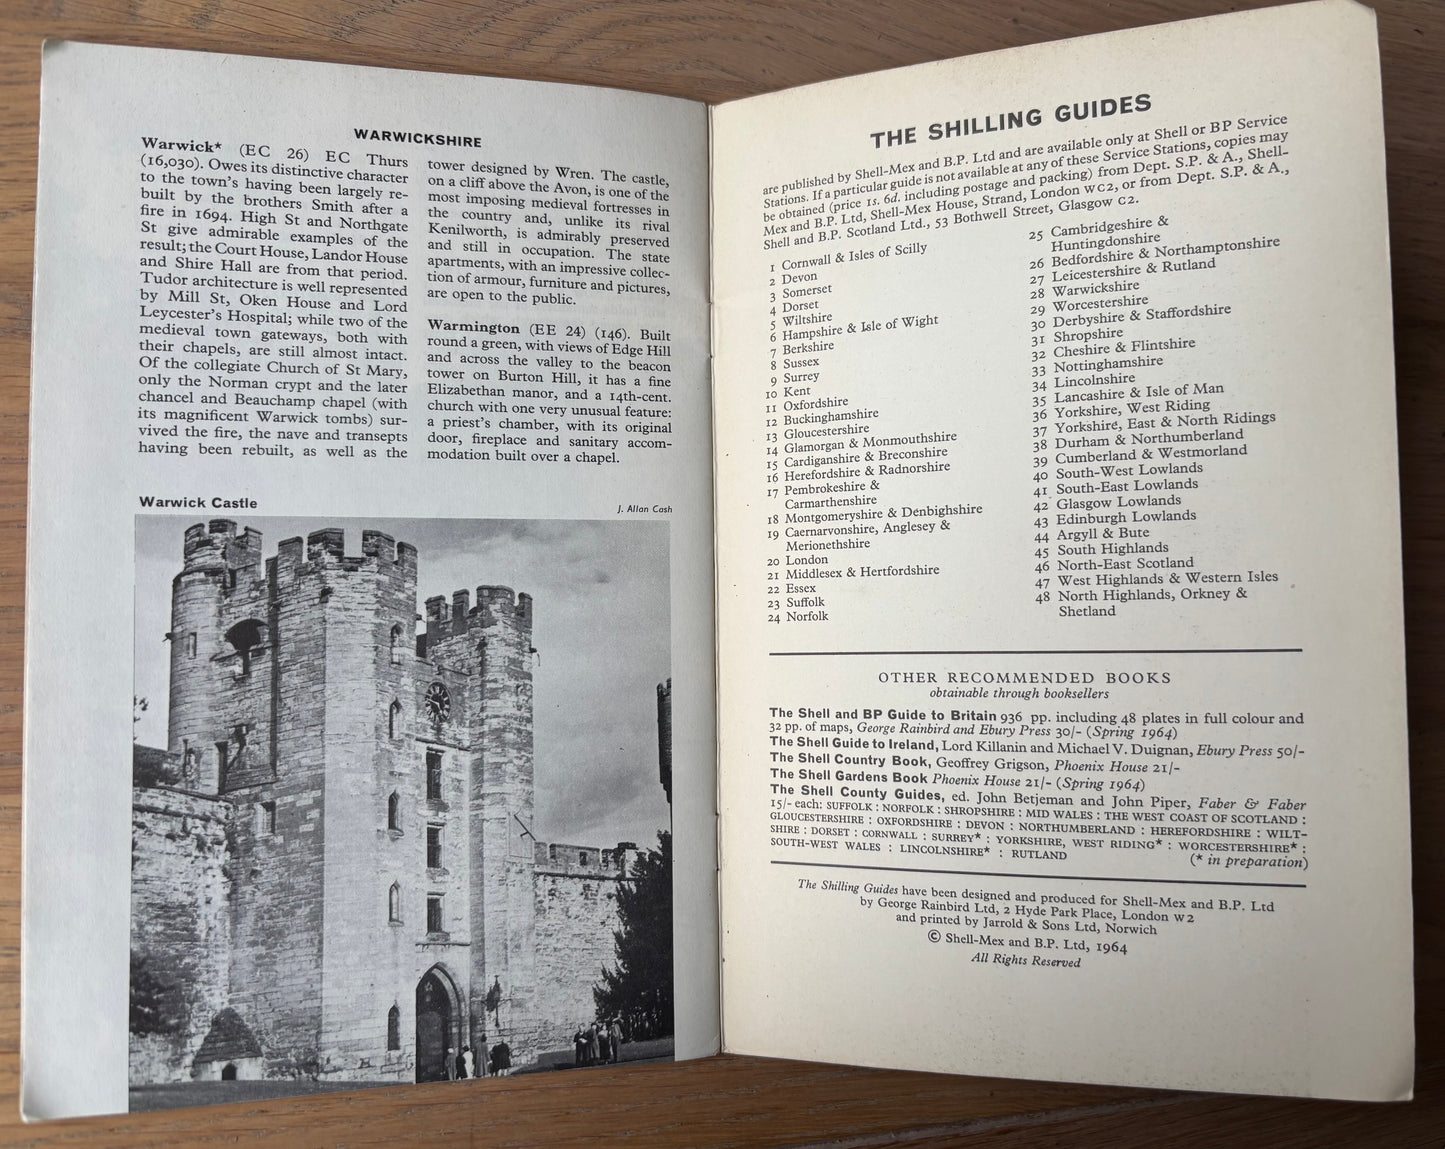 WARWICKSHIRE
Warwick* (EC 26) EC Thurs
(16,030). Owes its distinctive character
to the town's having been largely re-
built by the brothers Smith after a
fire in 1694. High St and Northgate
St give admirable examples of the
result; the Court House, Landor House
and Shire Hall are from that period.
Tudor architecture is well represented
by Mill St, Oken House and Lord
Leycester's Hospital; while two of the
medieval town gateways, both with
their chapels, are still almost intact.
Of the collegiate Church of St Mary,
only the Norman crypt and the later
chancel and Beauchamp chapel (with
its magnificent Warwick tombs) sur-
vived the fire, the nave and transepts
having been rebuilt, as well as the
tower designed by Wren. The castle,
on a cliff above the Avon, is one of the
most imposing medieval fortresses in
the country and, unlike its rival
Kenilworth, is admirably preserved
and still in occupation. The state
apartments, with an impressive collec-
tion of armour, furniture and pictures,
are open to the public.
Warmington (EE 24) (146). Built
round a green, with views of Edge Hill
and across the valley to the beacon
tower on Burton Hill, it has a fine
Elizabethan manor, and a 14th-cent.
church with one very unusual feature:
a priest's chamber, with its original
door, fireplace and sanitary accom-
modation built over a chapel.
Warwick Castle
J. Allan Cash
THE SHILLING GUIDES
are published by Shell-Mex and B.P. Ltd and are available only at Shell or BP Service
Stations. If a particular guide is not available at any of these Service Stations, copies may
be obtained (price 1s. 6d. including postage and packing) from Dept. S.P. & A., Shell-
Mex and B.P. Ltd, Shell-Mex House, Strand, London WC2, or from Dept. S.P. & A.,
Shell and B.P. Scotland Ltd., 53 Bothwell Street, Glasgow C2.
1 Cornwall & Isles of Scilly
2 Devon
3 Somerset
4 Dorset
5 Wiltshire
6 Hampshire & Isle of Wight
7 Berkshire
8 Sussex
9 Surrey
10 Kent
11 Oxfordshire
12 Buckinghamshire
13 Gloucestershire
14 Glamorgan & Monmouthshire
15 Cardiganshire & Breconshire
16 Herefordshire & Radnorshire
17 Pembrokeshire &
Carmarthenshire
18 Montgomeryshire & Denbighshire
19 Caernarvonshire, Anglesey &
Merionethshire
20 London
21 Middlesex & Hertfordshire
22 Essex
23 Suffolk
24 Norfolk
25 Cambridgeshire &
Huntingdonshire
26 Bedfordshire & Northamptonshire
27 Leicestershire & Rutland
28 Warwickshire
29 Worcestershire
30 Derbyshire & Staffordshire
31 Shropshire
32 Cheshire & Flintshire
33 Nottinghamshire
34 Lincolnshire
35 Lancashire & Isle of Man
36 Yorkshire, West Riding
37 Yorkshire, East & North Ridings
38 Durham & Northumberland
39 Cumberland & Westmorland
40 South-West Lowlands
41 South-East Lowlands
42 Glasgow Lowlands
43 Edinburgh Lowlands
44 Argyll & Bute
45 South Highlands
46 North-East Scotland
47 West Highlands & Western Isles
48 North Highlands, Orkney &
Shetland
OTHER RECOMMENDED BOOKS
obtainable through booksellers
The Shell and BP Guide to Britain 936 pp. including 48 plates in full colour and
32 pp. of maps, George Rainbird and Ebury Press 30/- (Spring 1964)
The Shell Guide to Ireland, Lord Killanin and Michael V. Duignan, Ebury Press 50/-
The Shell Country Book, Geoffrey Grigson, Phoenix House 21/-
The Shell Gardens Book Phoenix House 21/- (Spring 1964)
The Shell County Guides, ed. John Betjeman and John Piper, Faber & Faber
15/- each: SUFFOLK : NORFOLK : SHROPSHIRE : MID WALES : THE WEST COAST OF SCOTLAND :
GLOUCESTERSHIRE : OXFORDSHIRE : DEVON : NORTHUMBERLAND : HEREFORDSHIRE : WILT-
SHIRE : DORSET : CORNWALL : SURREY* : YORKSHIRE, WEST RIDING* : WORCESTERSHIRE* :
SOUTH-WEST WALES : LINCOLNSHIRE* : RUTLAND (* in preparation)
The Shilling Guides have been designed and produced for Shell-Mex and B.P. Ltd
by George Rainbird Ltd, 2 Hyde Park Place, London W2
and printed by Jarrold & Sons Ltd, Norwich
© Shell-Mex and B.P. Ltd, 1964
All Rights Reserved